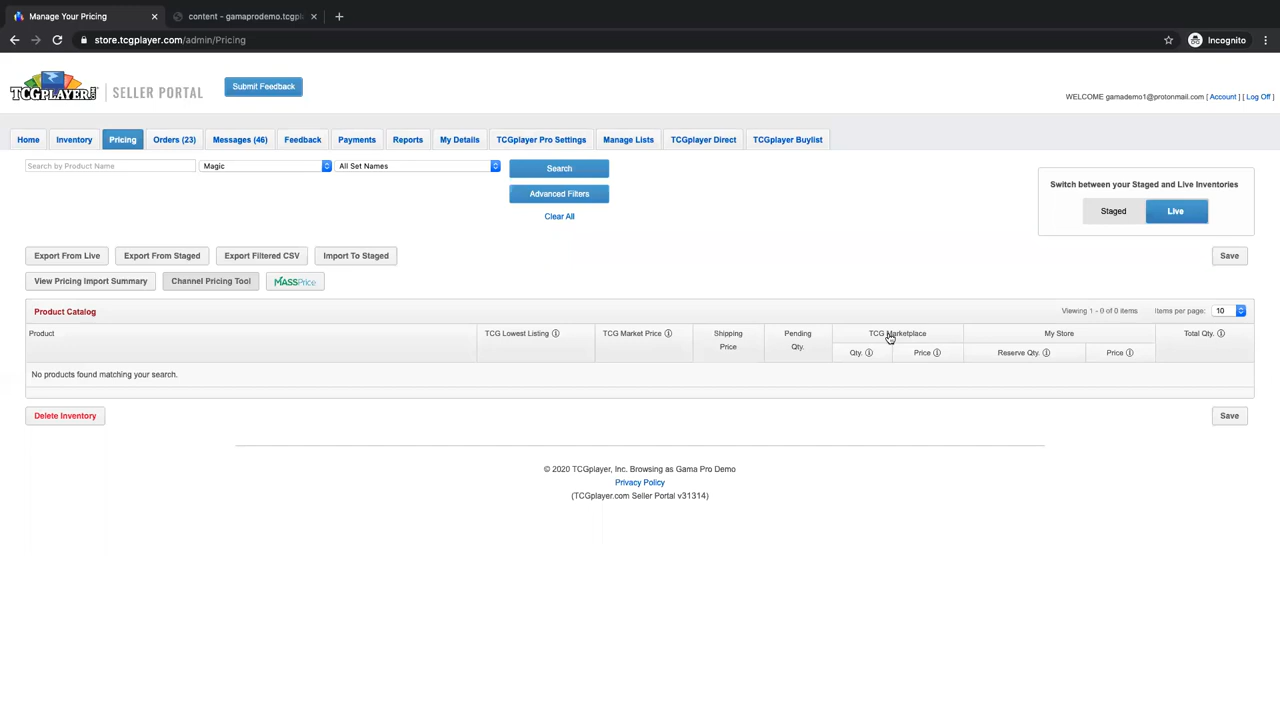 Manage Your Pricing
content - gamaprodemo.tcgpl
store.tcgplayer.com/admin/Pricing
Incognito
TCGPLAYER SELLER PORTAL
Submit Feedback
WELCOME gamademo1@protonmail.com [ Account ] [ Log Off ]
Home Inventory Pricing Orders (23) Messages (46) Feedback Payments Reports My Details TCGplayer Pro Settings Manage Lists TCGplayer Direct TCGplayer Buylist
Search by Product Name Magic All Set Names Search
Advanced Filters
Clear All
Switch between your Staged and Live Inventories
Staged Live
Export From Live Export From Staged Export Filtered CSV Import To Staged Save
View Pricing Import Summary Channel Pricing Tool MASSPrice
Product Catalog Viewing 1 - 0 of 0 items Items per page: 10
Product TCG Lowest Listing TCG Market Price Shipping Price Pending Qty. TCG Marketplace My Store Total Qty.
Qty. Price Reserve Qty. Price
No products found matching your search.
Delete Inventory Save
© 2020 TCGplayer, Inc. Browsing as Gama Pro Demo
Privacy Policy
(TCGplayer.com Seller Portal v31314)